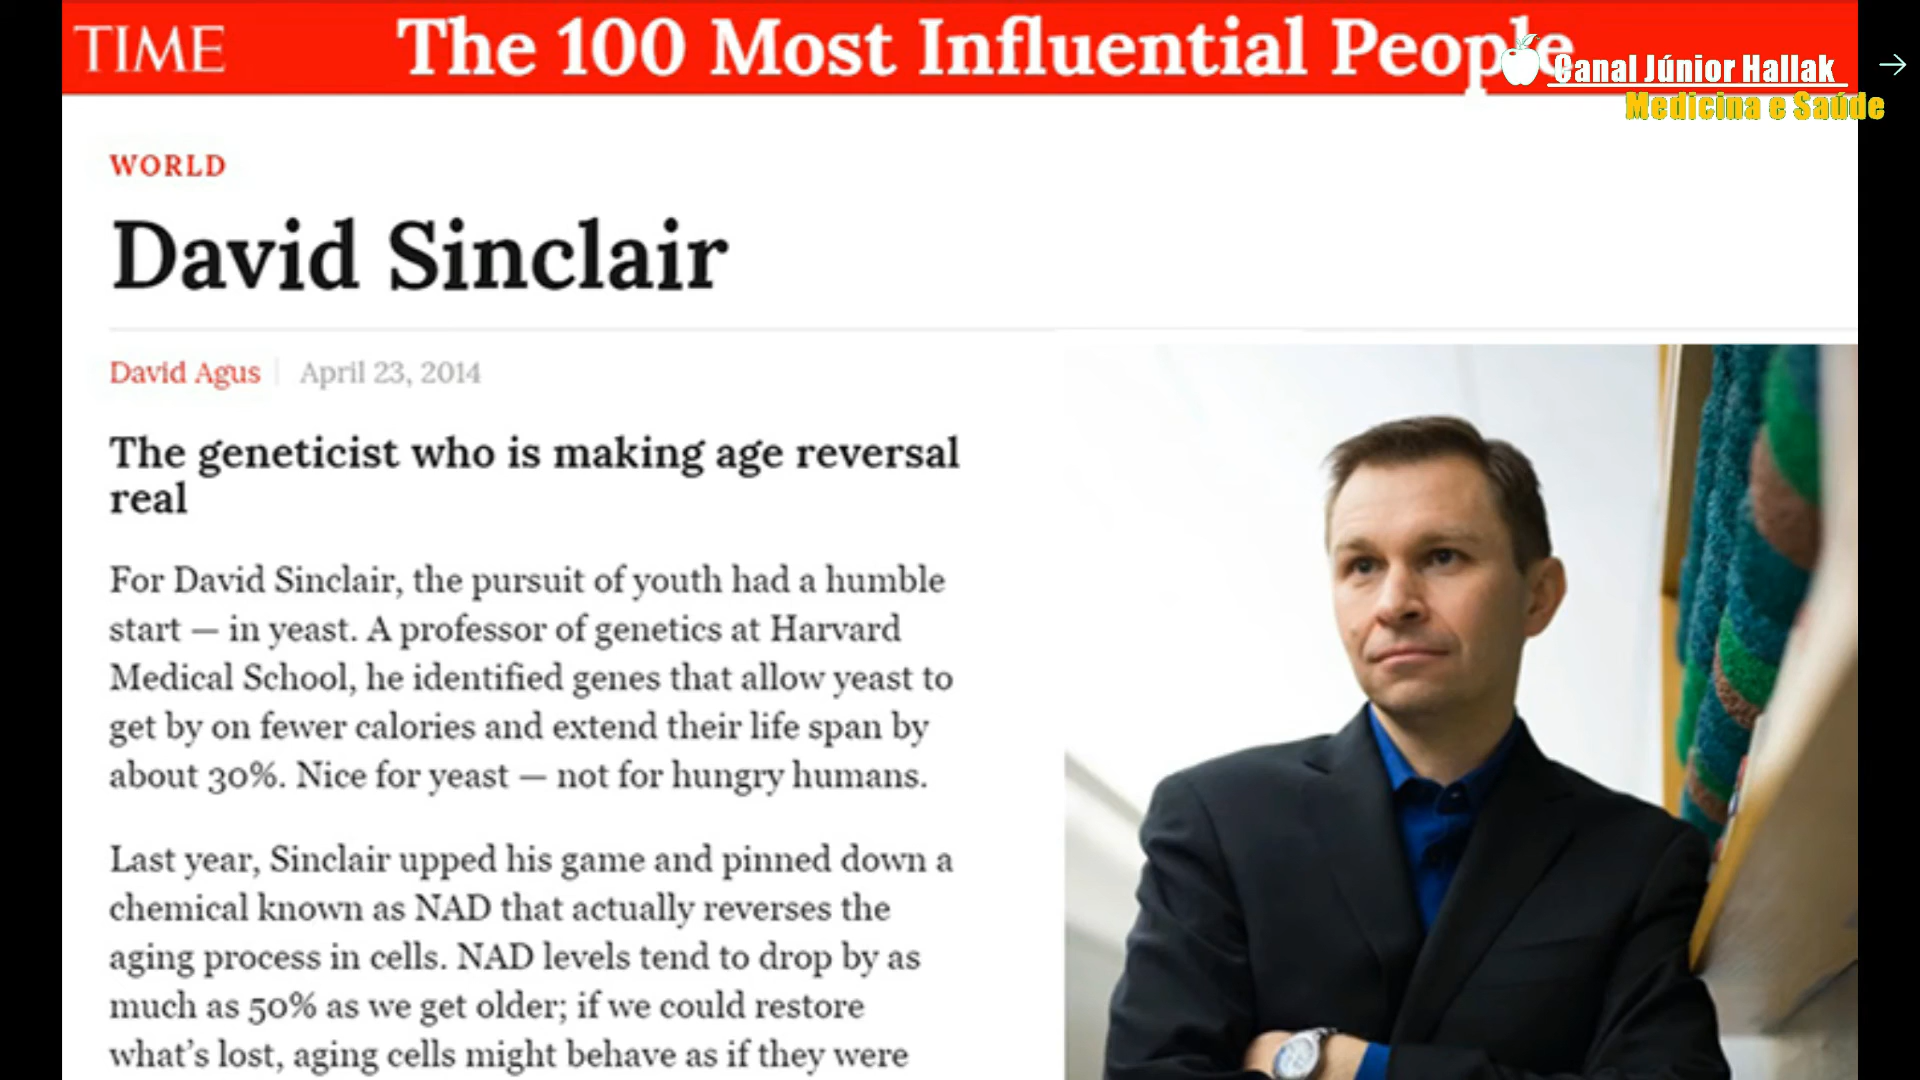 TIME
The 100 Most Influential People
Canal Júnior Hallak
Medicina e Saúde
WORLD
David Sinclair
David Agus
April 23, 2014
The geneticist who is making age reversal
real
For David Sinclair, the pursuit of youth had a humble
start — in yeast. A professor of genetics at Harvard
Medical School, he identified genes that allow yeast to
get by on fewer calories and extend their life span by
about 30%. Nice for yeast — not for hungry humans.
Last year, Sinclair upped his game and pinned down a
chemical known as NAD that actually reverses the
aging process in cells. NAD levels tend to drop by as
much as 50% as we get older; if we could restore
what's lost, aging cells might behave as if they were